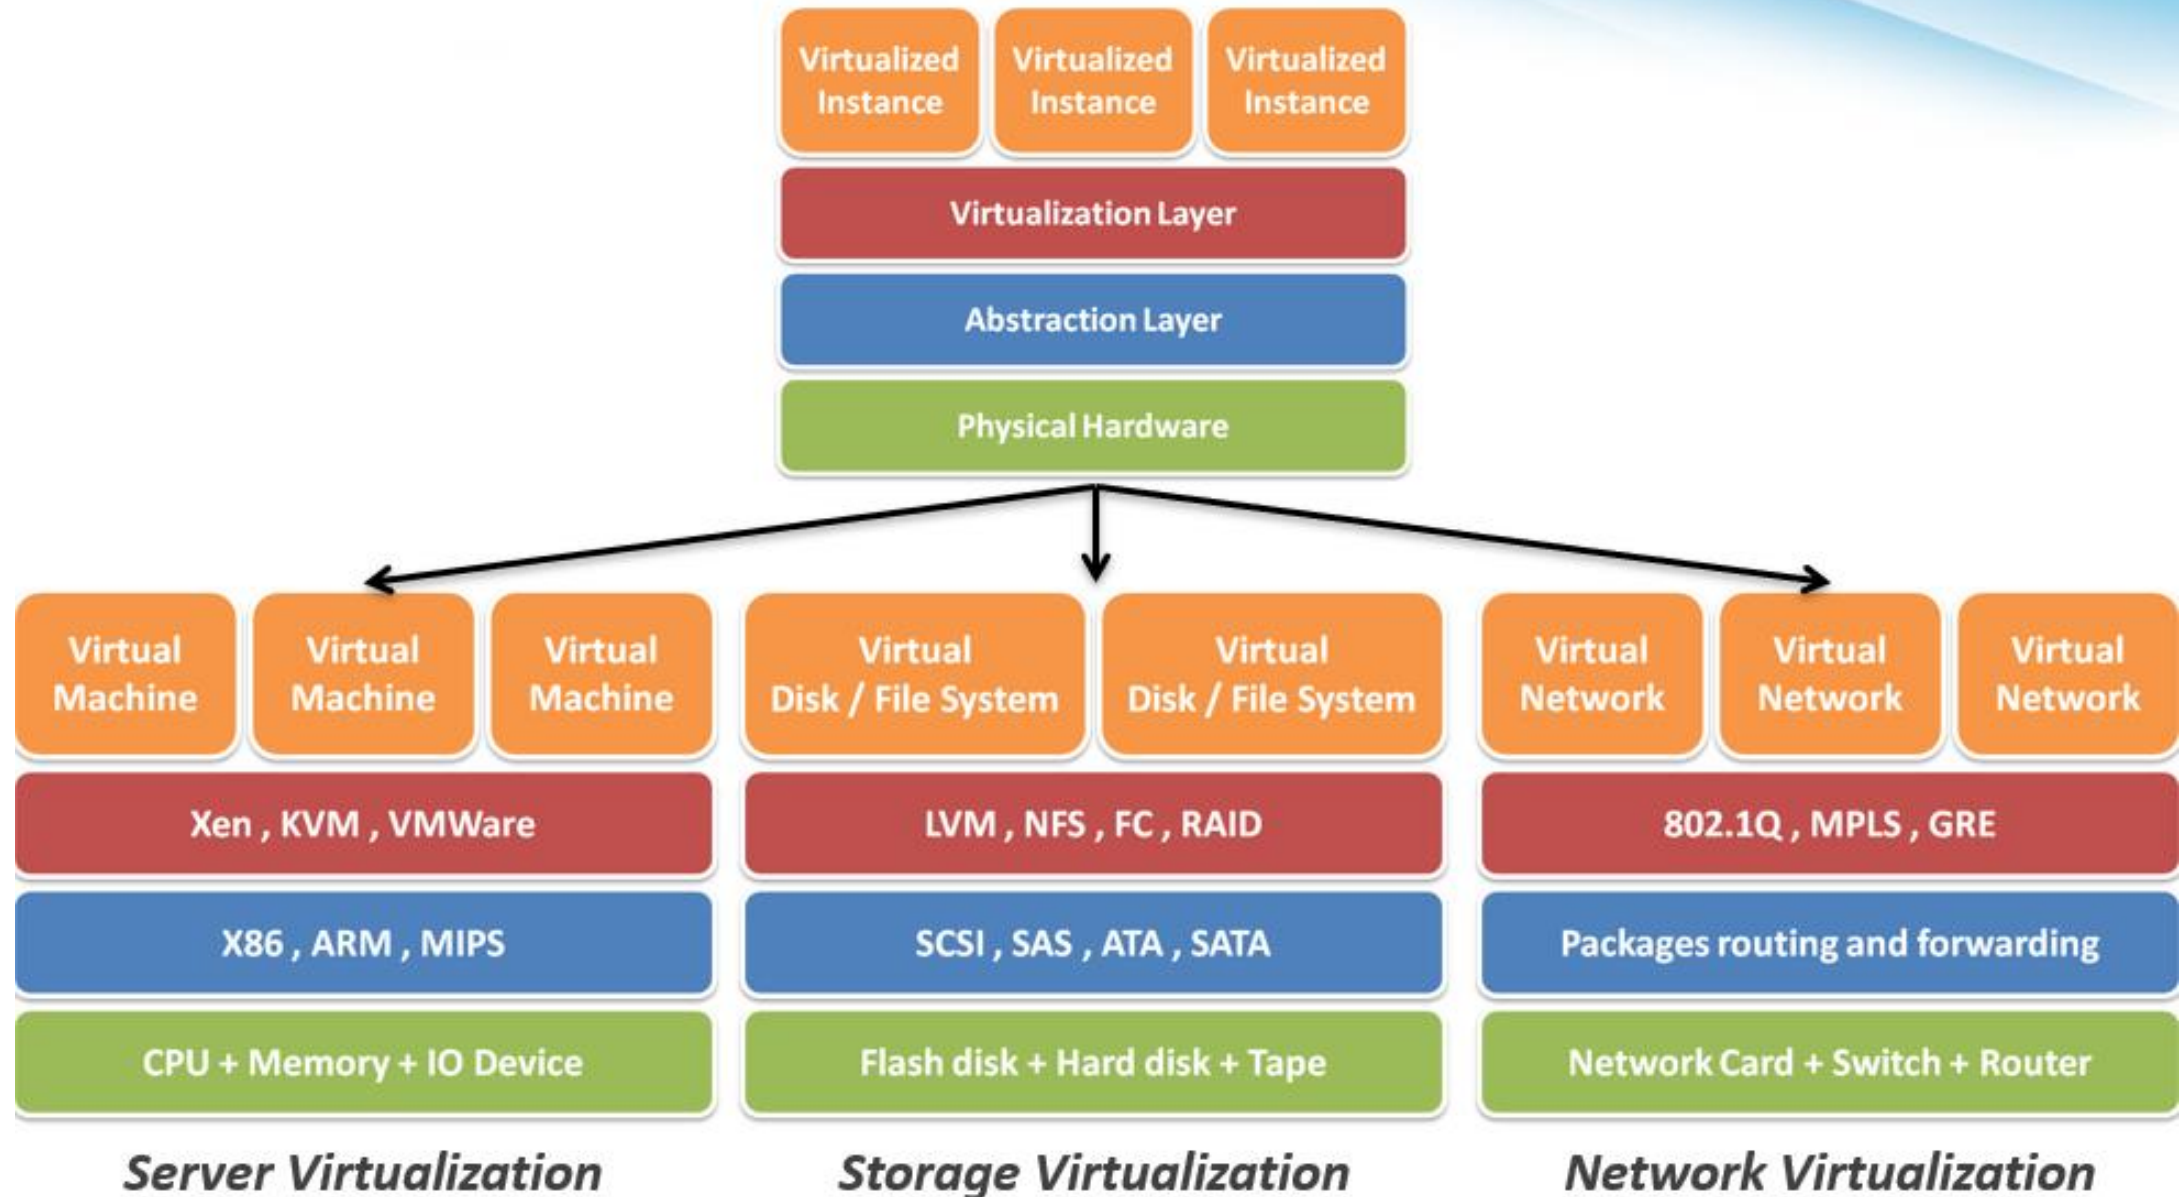 Virtualized
Instance
Virtualized
Instance
Virtualized
Instance
Virtualization Layer
Abstraction Layer
Physical Hardware
Virtual
Machine
Virtual
Machine
Virtual
Machine
Xen , KVM , VMWare
X86 , ARM , MIPS
CPU + Memory + IO Device
Server Virtualization
Virtual
Disk / File System
Virtual
Disk / File System
LVM , NFS , FC , RAID
SCSI , SAS , ATA , SATA
Flash disk + Hard disk + Tape
Storage Virtualization
Virtual
Network
Virtual
Network
Virtual
Network
802.1Q , MPLS , GRE
Packages routing and forwarding
Network Card + Switch + Router
Network Virtualization